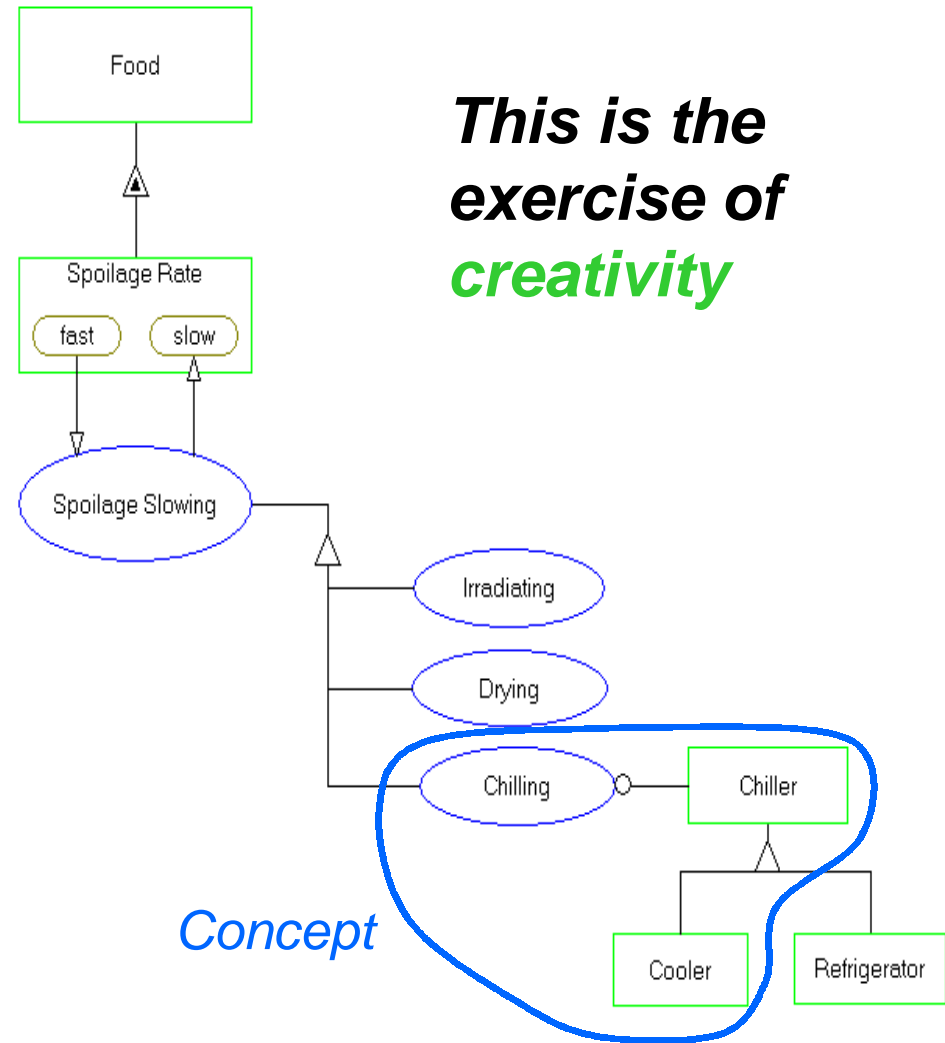 Food
This is the
exercise of
creativity
Spoilage Rate
fast
slow
Spoilage Slowing
Irradiating
Drying
Chilling
Chiller
Concept
Cooler
Refrigerator